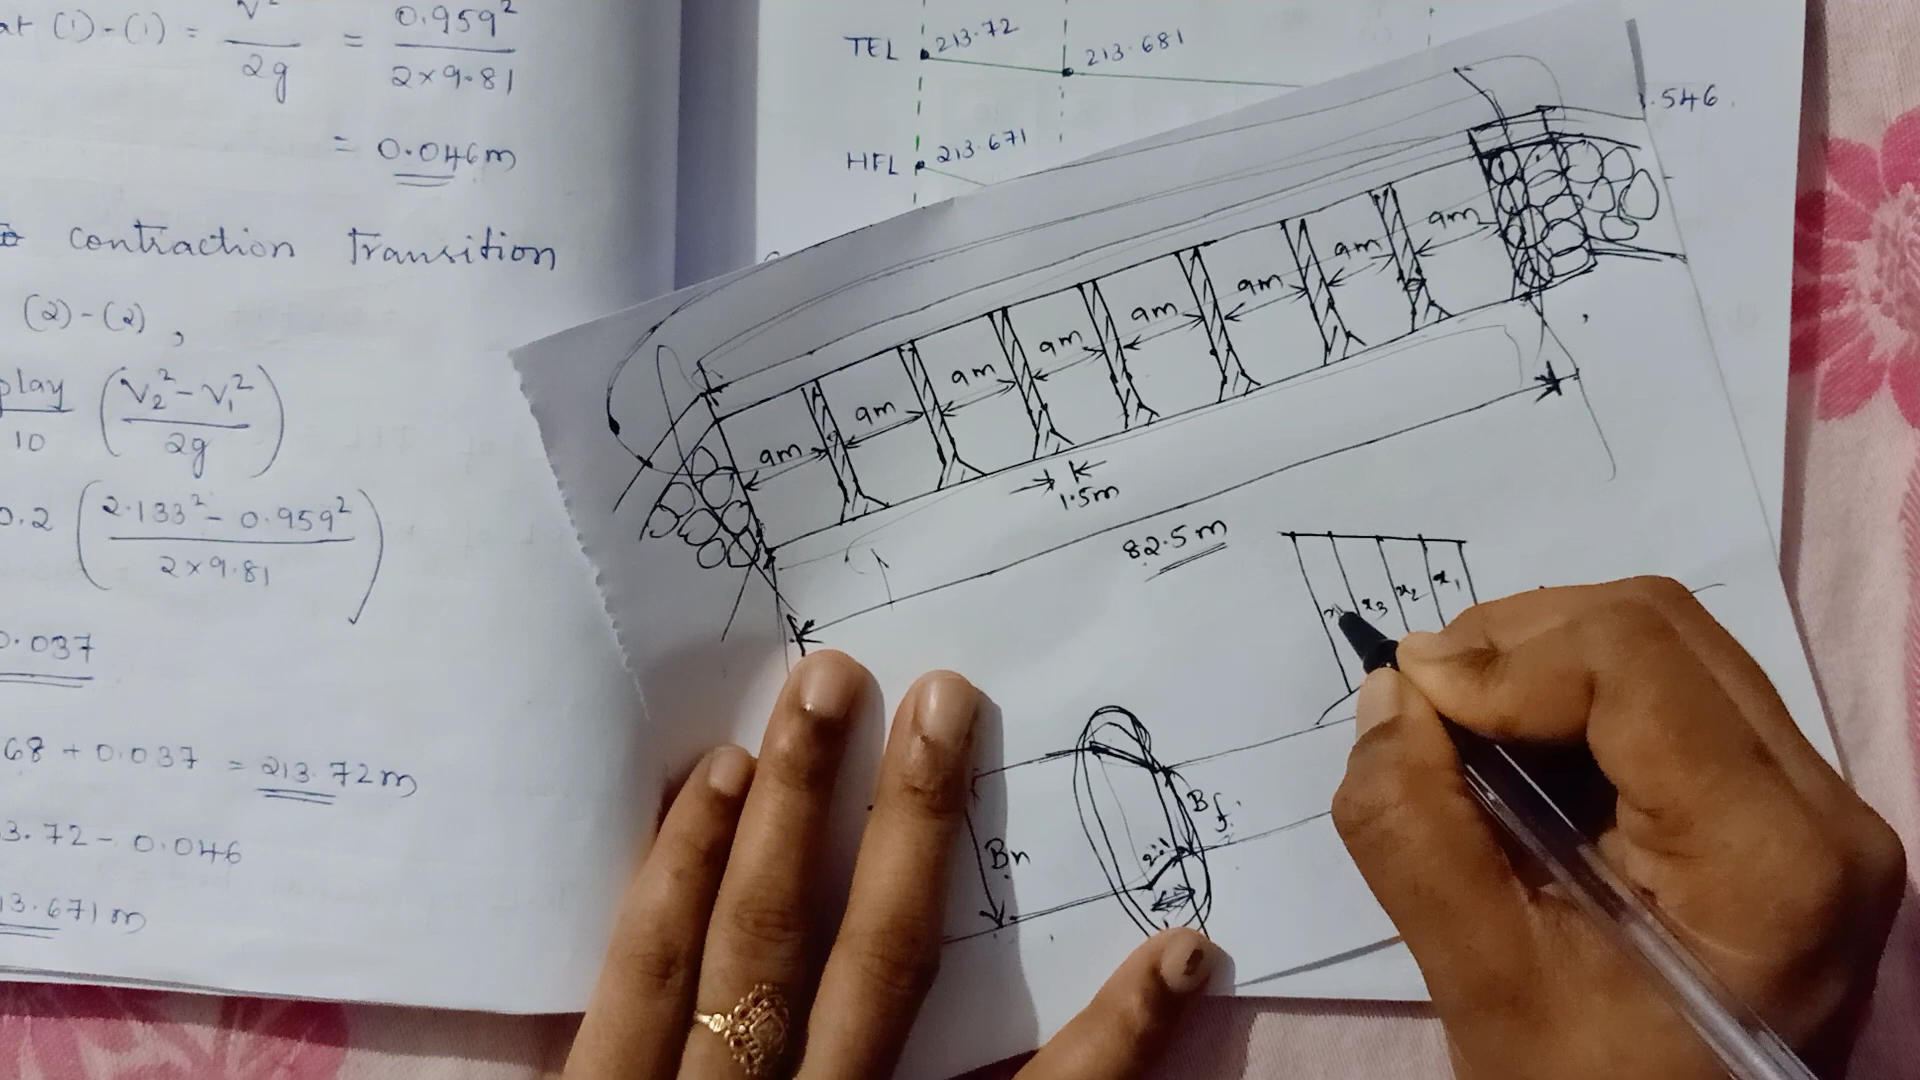 at (1)-(1) = V² / 2g = 0.959² / 2×9.81
= 0.046m
contraction Transition
(2)-(2),
play / 10 (V₂² - V₁² / 2g)
0.2 (2.133² - 0.959² / 2×9.81)
0.037
68 + 0.037 = 213.72m
3.72 - 0.046
13.671m
TEL 213.72 213.681
.546
HFL 213.671
9m 9m 9m 9m 9m 9m 9m 9m
1.5m
82.5m
x₃ x₂ x₁
Bn
Bf
2:1